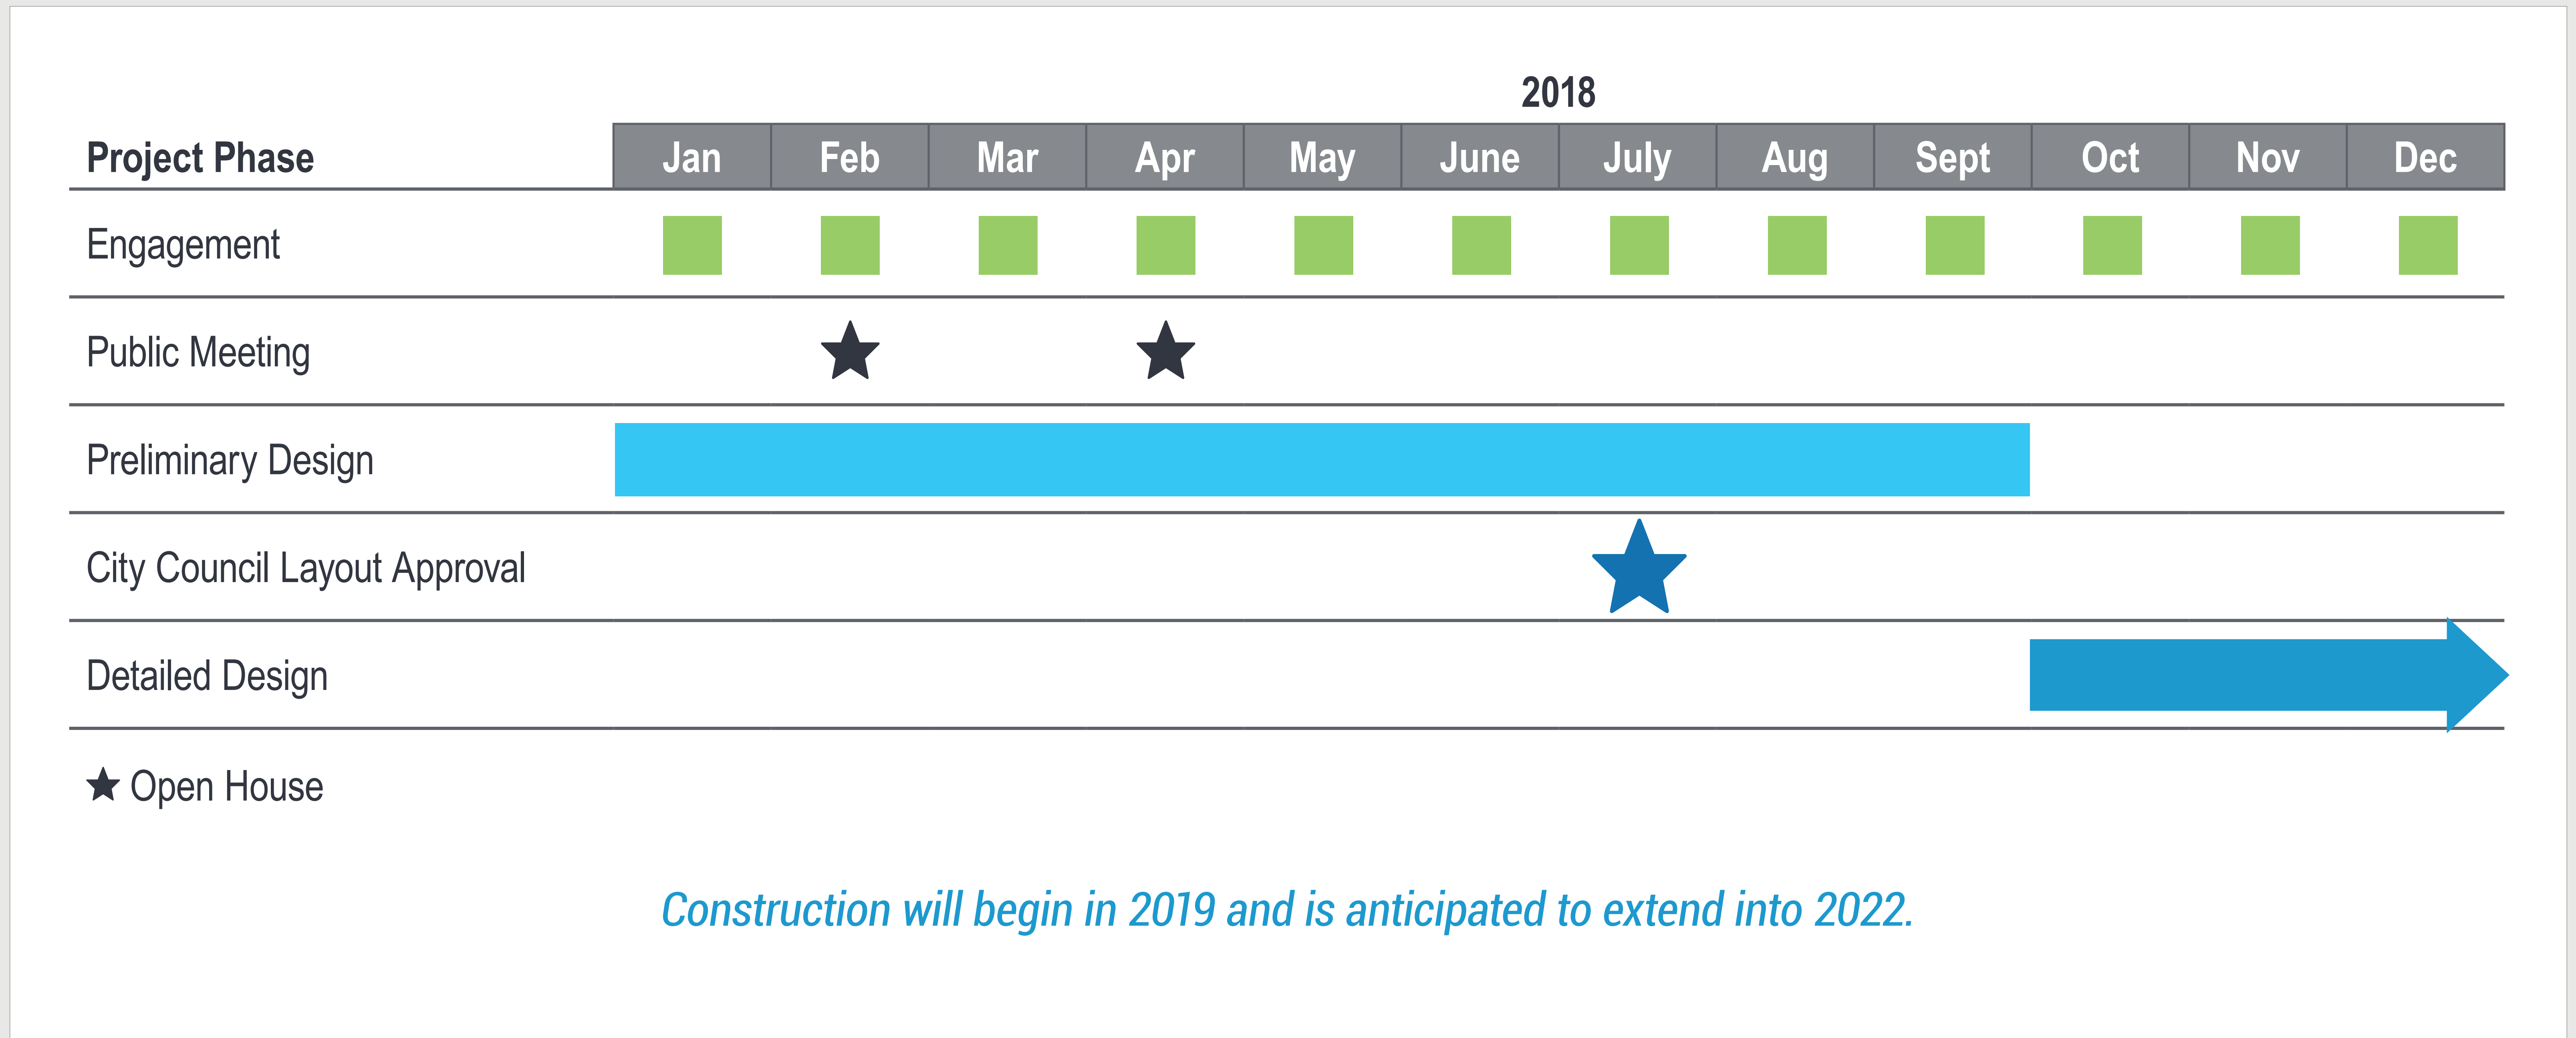 2018
Project Phase Jan Feb Mar Apr May June July Aug Sept Oct Nov Dec
Engagement
Public Meeting
Preliminary Design
City Council Layout Approval
Detailed Design
Open House
Construction will begin in 2019 and is anticipated to extend into 2022.